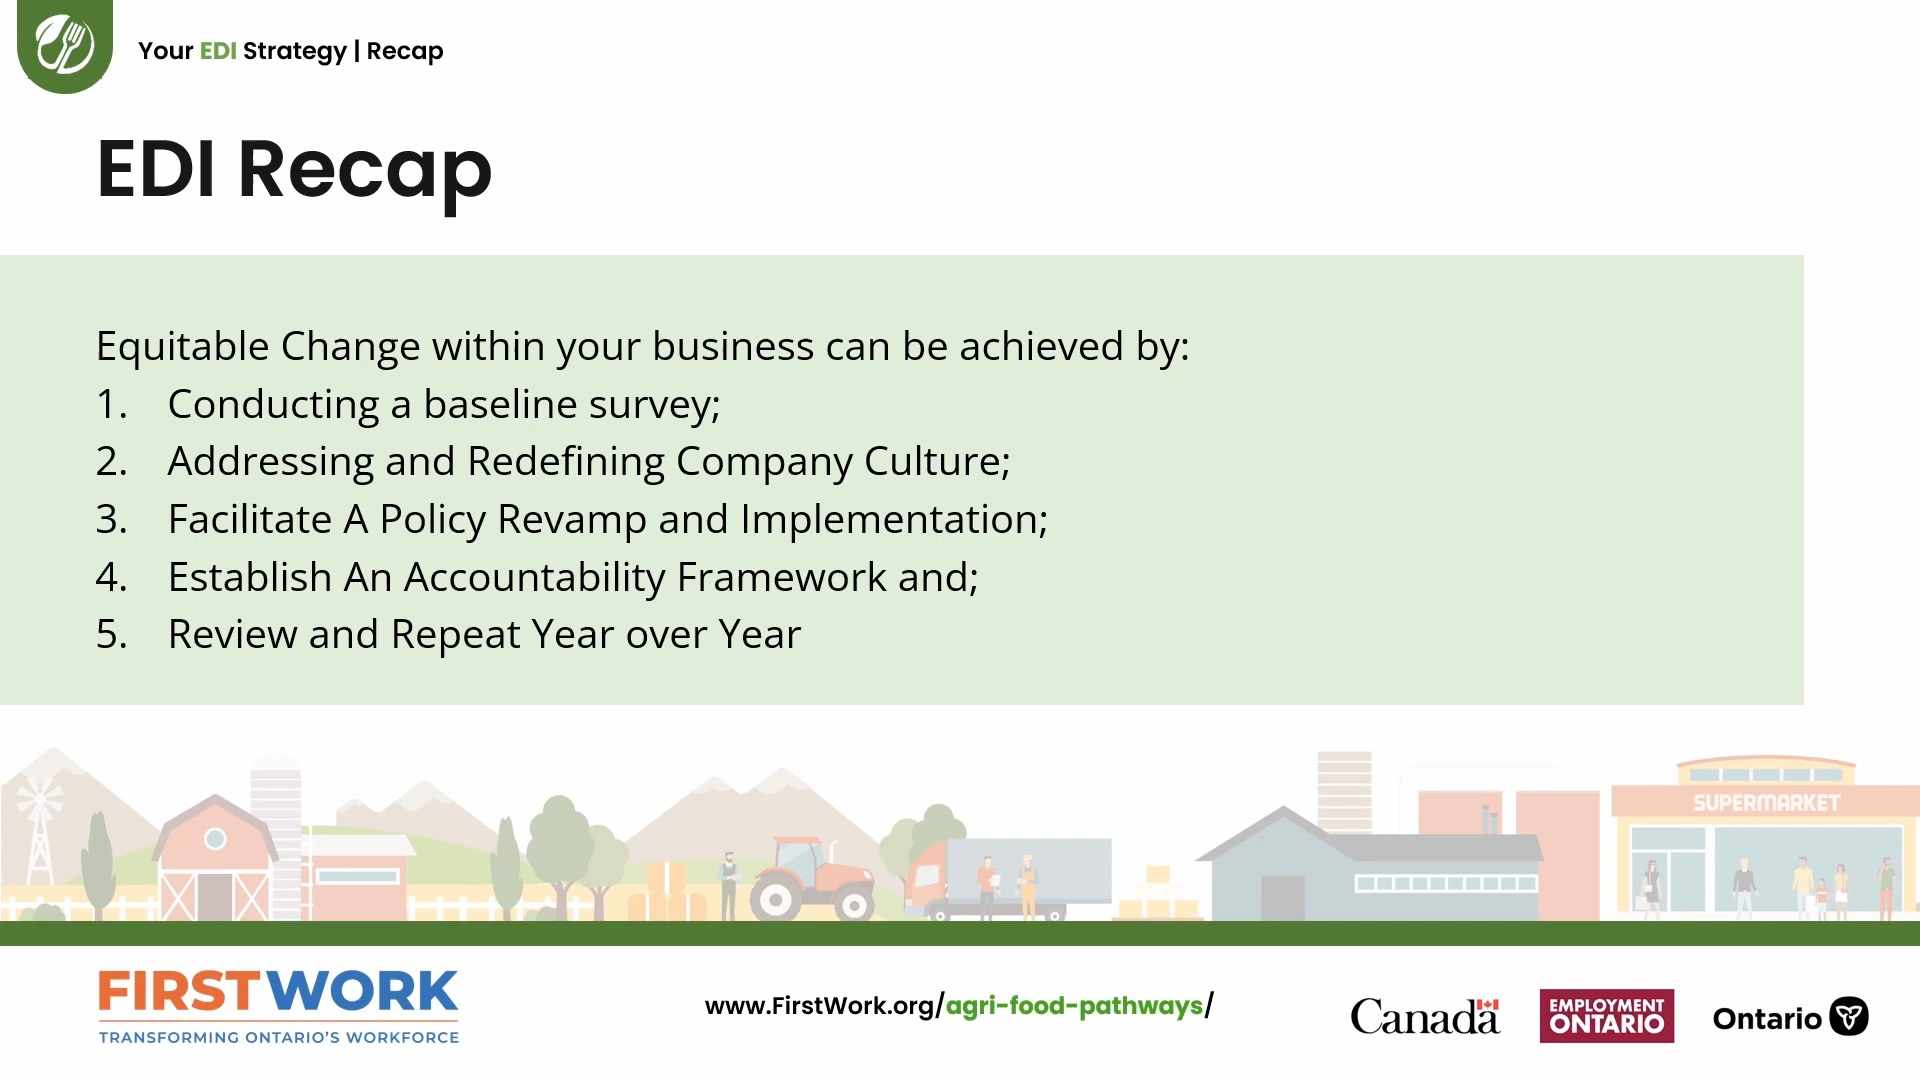 Your EDI Strategy | Recap
EDI Recap
Equitable Change within your business can be achieved by:
1. Conducting a baseline survey;
2. Addressing and Redefining Company Culture;
3. Facilitate A Policy Revamp and Implementation;
4. Establish An Accountability Framework and;
5. Review and Repeat Year over Year
SUPERMARKET
FIRSTWORK
TRANSFORMING ONTARIO'S WORKFORCE
www.FirstWork.org/agri-food-pathways/
Canada
EMPLOYMENT
ONTARIO
Ontario